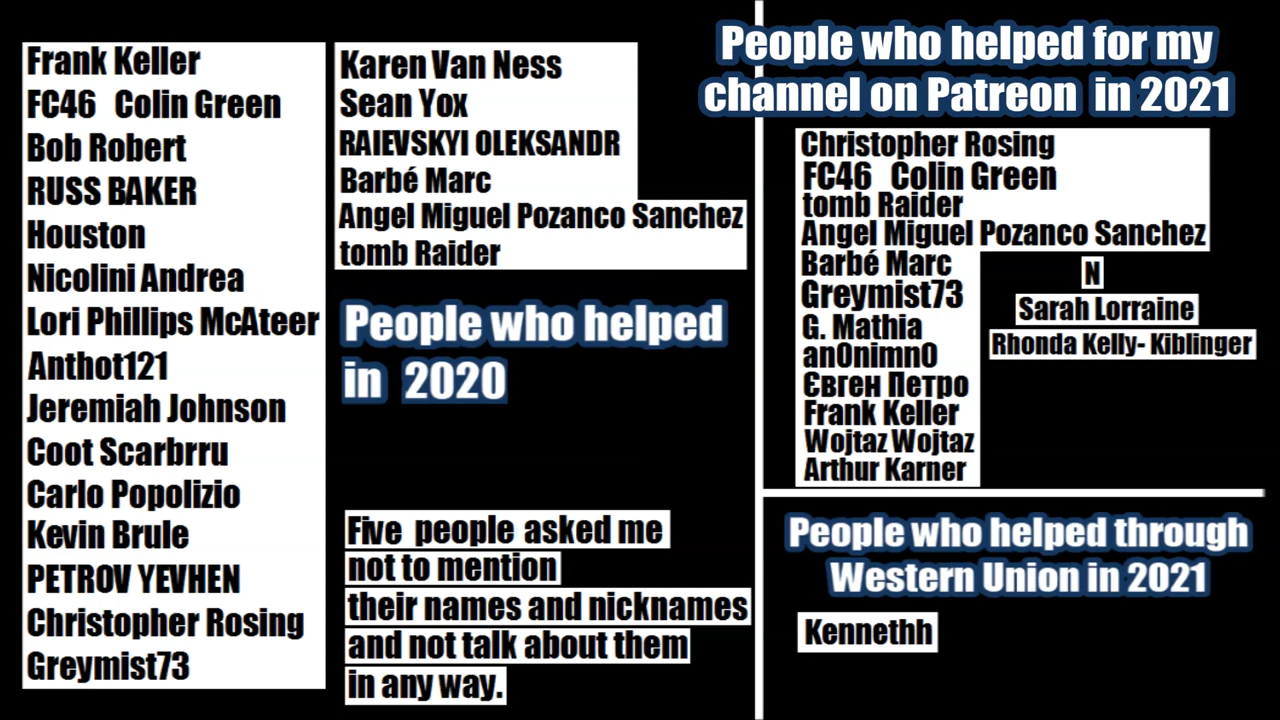 Frank Keller
FC46 Colin Green
Bob Robert
RUSS BAKER
Houston
Nicolini Andrea
Lori Phillips McAteer
Anthot121
Jeremiah Johnson
Coot Scarbrru
Carlo Popolizio
Kevin Brule
PETROV YEVHEN
Christopher Rosing
Greymist73
Karen Van Ness
Sean Yox
RAIEVSKYI OLEKSANDR
Barbé Marc
Angel Miguel Pozanco Sanchez
tomb Raider
People who helped
in 2020
Five people asked me
not to mention
their names and nicknames
and not talk about them
in any way.
People who helped for my
channel on Patreon in 2021
Christopher Rosing
FC46 Colin Green
tomb Raider
Angel Miguel Pozanco Sanchez
Barbé Marc
Greymist73
G. Mathia
an0nimn0
Євген Петро
Frank Keller
Wojtaz Wojtaz
Arthur Karner
N
Sarah Lorraine
Rhonda Kelly- Kiblinger
People who helped through
Western Union in 2021
Kennethh